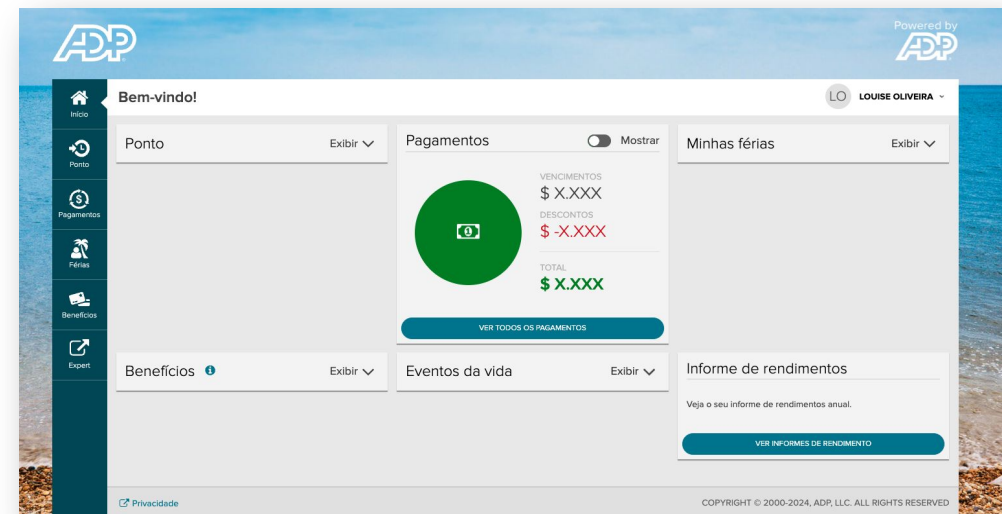 ADP
Powered by
ADP
Início
Ponto
Pagamentos
Férias
Benefícios
Expert
Bem-vindo!
LO LOUISE OLIVEIRA
Ponto Exibir
Pagamentos Mostrar
VENCIMENTOS
$ X.XXX
DESCONTOS
$ -X.XXX
TOTAL
$ X.XXX
VER TODOS OS PAGAMENTOS
Minhas férias Exibir
Benefícios Exibir
Eventos da vida Exibir
Informe de rendimentos
Veja o seu informe de rendimentos anual.
VER INFORMES DE RENDIMENTO
Privacidade
COPYRIGHT © 2000-2024, ADP, LLC. ALL RIGHTS RESERVED